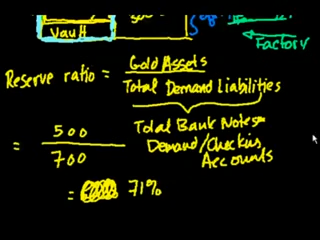 vault
Factory
Reserve ratio = Gold Assets
Total Demand Liabilities
= 500
700
Total Bank Notes
Demand/Checking
Accounts
= 71%